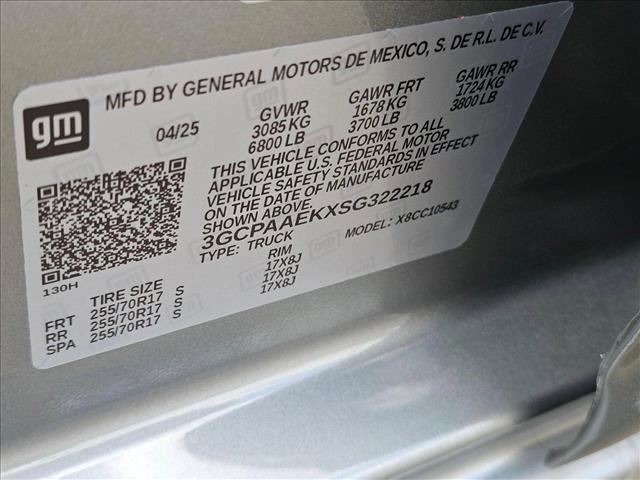 MFD BY GENERAL MOTORS DE MEXICO, S. DE R.L. DE C.V.
gm
04/25 GVWR GAWR FRT GAWR RR
3085 KG 1678 KG 1724 KG
6800 LB 3700 LB 3800 LB
THIS VEHICLE CONFORMS TO ALL
APPLICABLE U.S. FEDERAL MOTOR
VEHICLE SAFETY STANDARDS IN EFFECT
ON THE DATE OF MANUFACTURE
SHOWN ABOVE.
3GCPAAEKXSG322218
TYPE: TRUCK MODEL: X8CC10543
130H
TIRE SIZE RIM
FRT 255/70R17 S 17X8J
RR 255/70R17 S 17X8J
SPA 255/70R17 S 17X8J